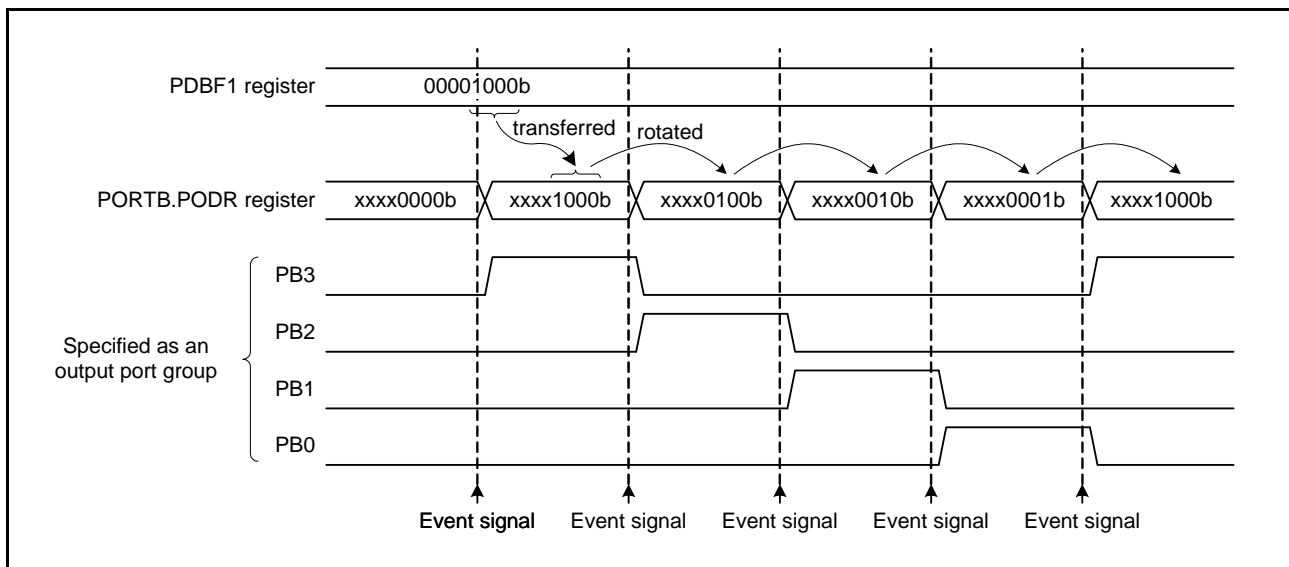 PDBF1 register
00001000b
transferred
rotated
PORTB.PODR register
xxxx0000b
xxxx1000b
xxxx0100b
xxxx0010b
xxxx0001b
xxxx1000b
PB3
PB2
Specified as an
output port group
PB1
PB0
Event signal
Event signal
Event signal
Event signal
Event signal